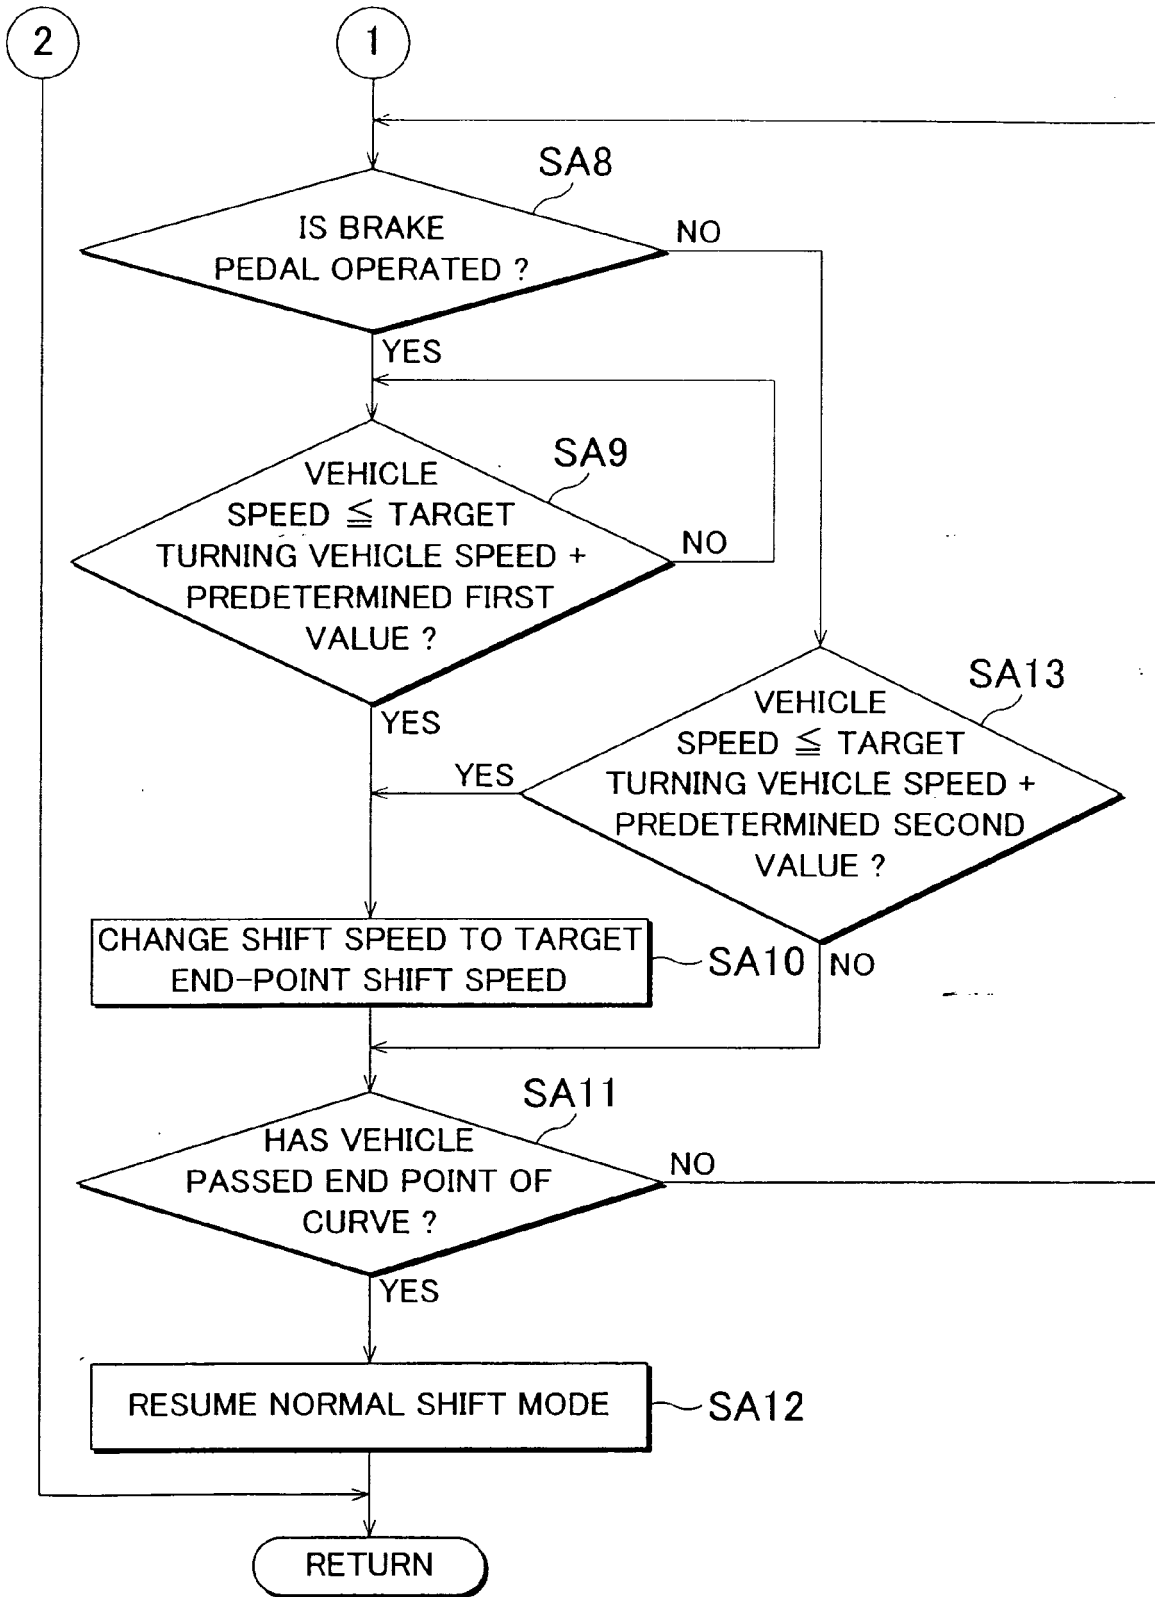 2
1
SA8
IS BRAKE
PEDAL OPERATED ?
NO
YES
SA9
VEHICLE
SPEED ≦ TARGET
TURNING VEHICLE SPEED +
PREDETERMINED FIRST
VALUE ?
NO
YES
SA13
VEHICLE
SPEED ≦ TARGET
TURNING VEHICLE SPEED +
PREDETERMINED SECOND
VALUE ?
YES
NO
CHANGE SHIFT SPEED TO TARGET
END-POINT SHIFT SPEED
SA10
SA11
HAS VEHICLE
PASSED END POINT OF
CURVE ?
NO
YES
RESUME NORMAL SHIFT MODE
SA12
RETURN